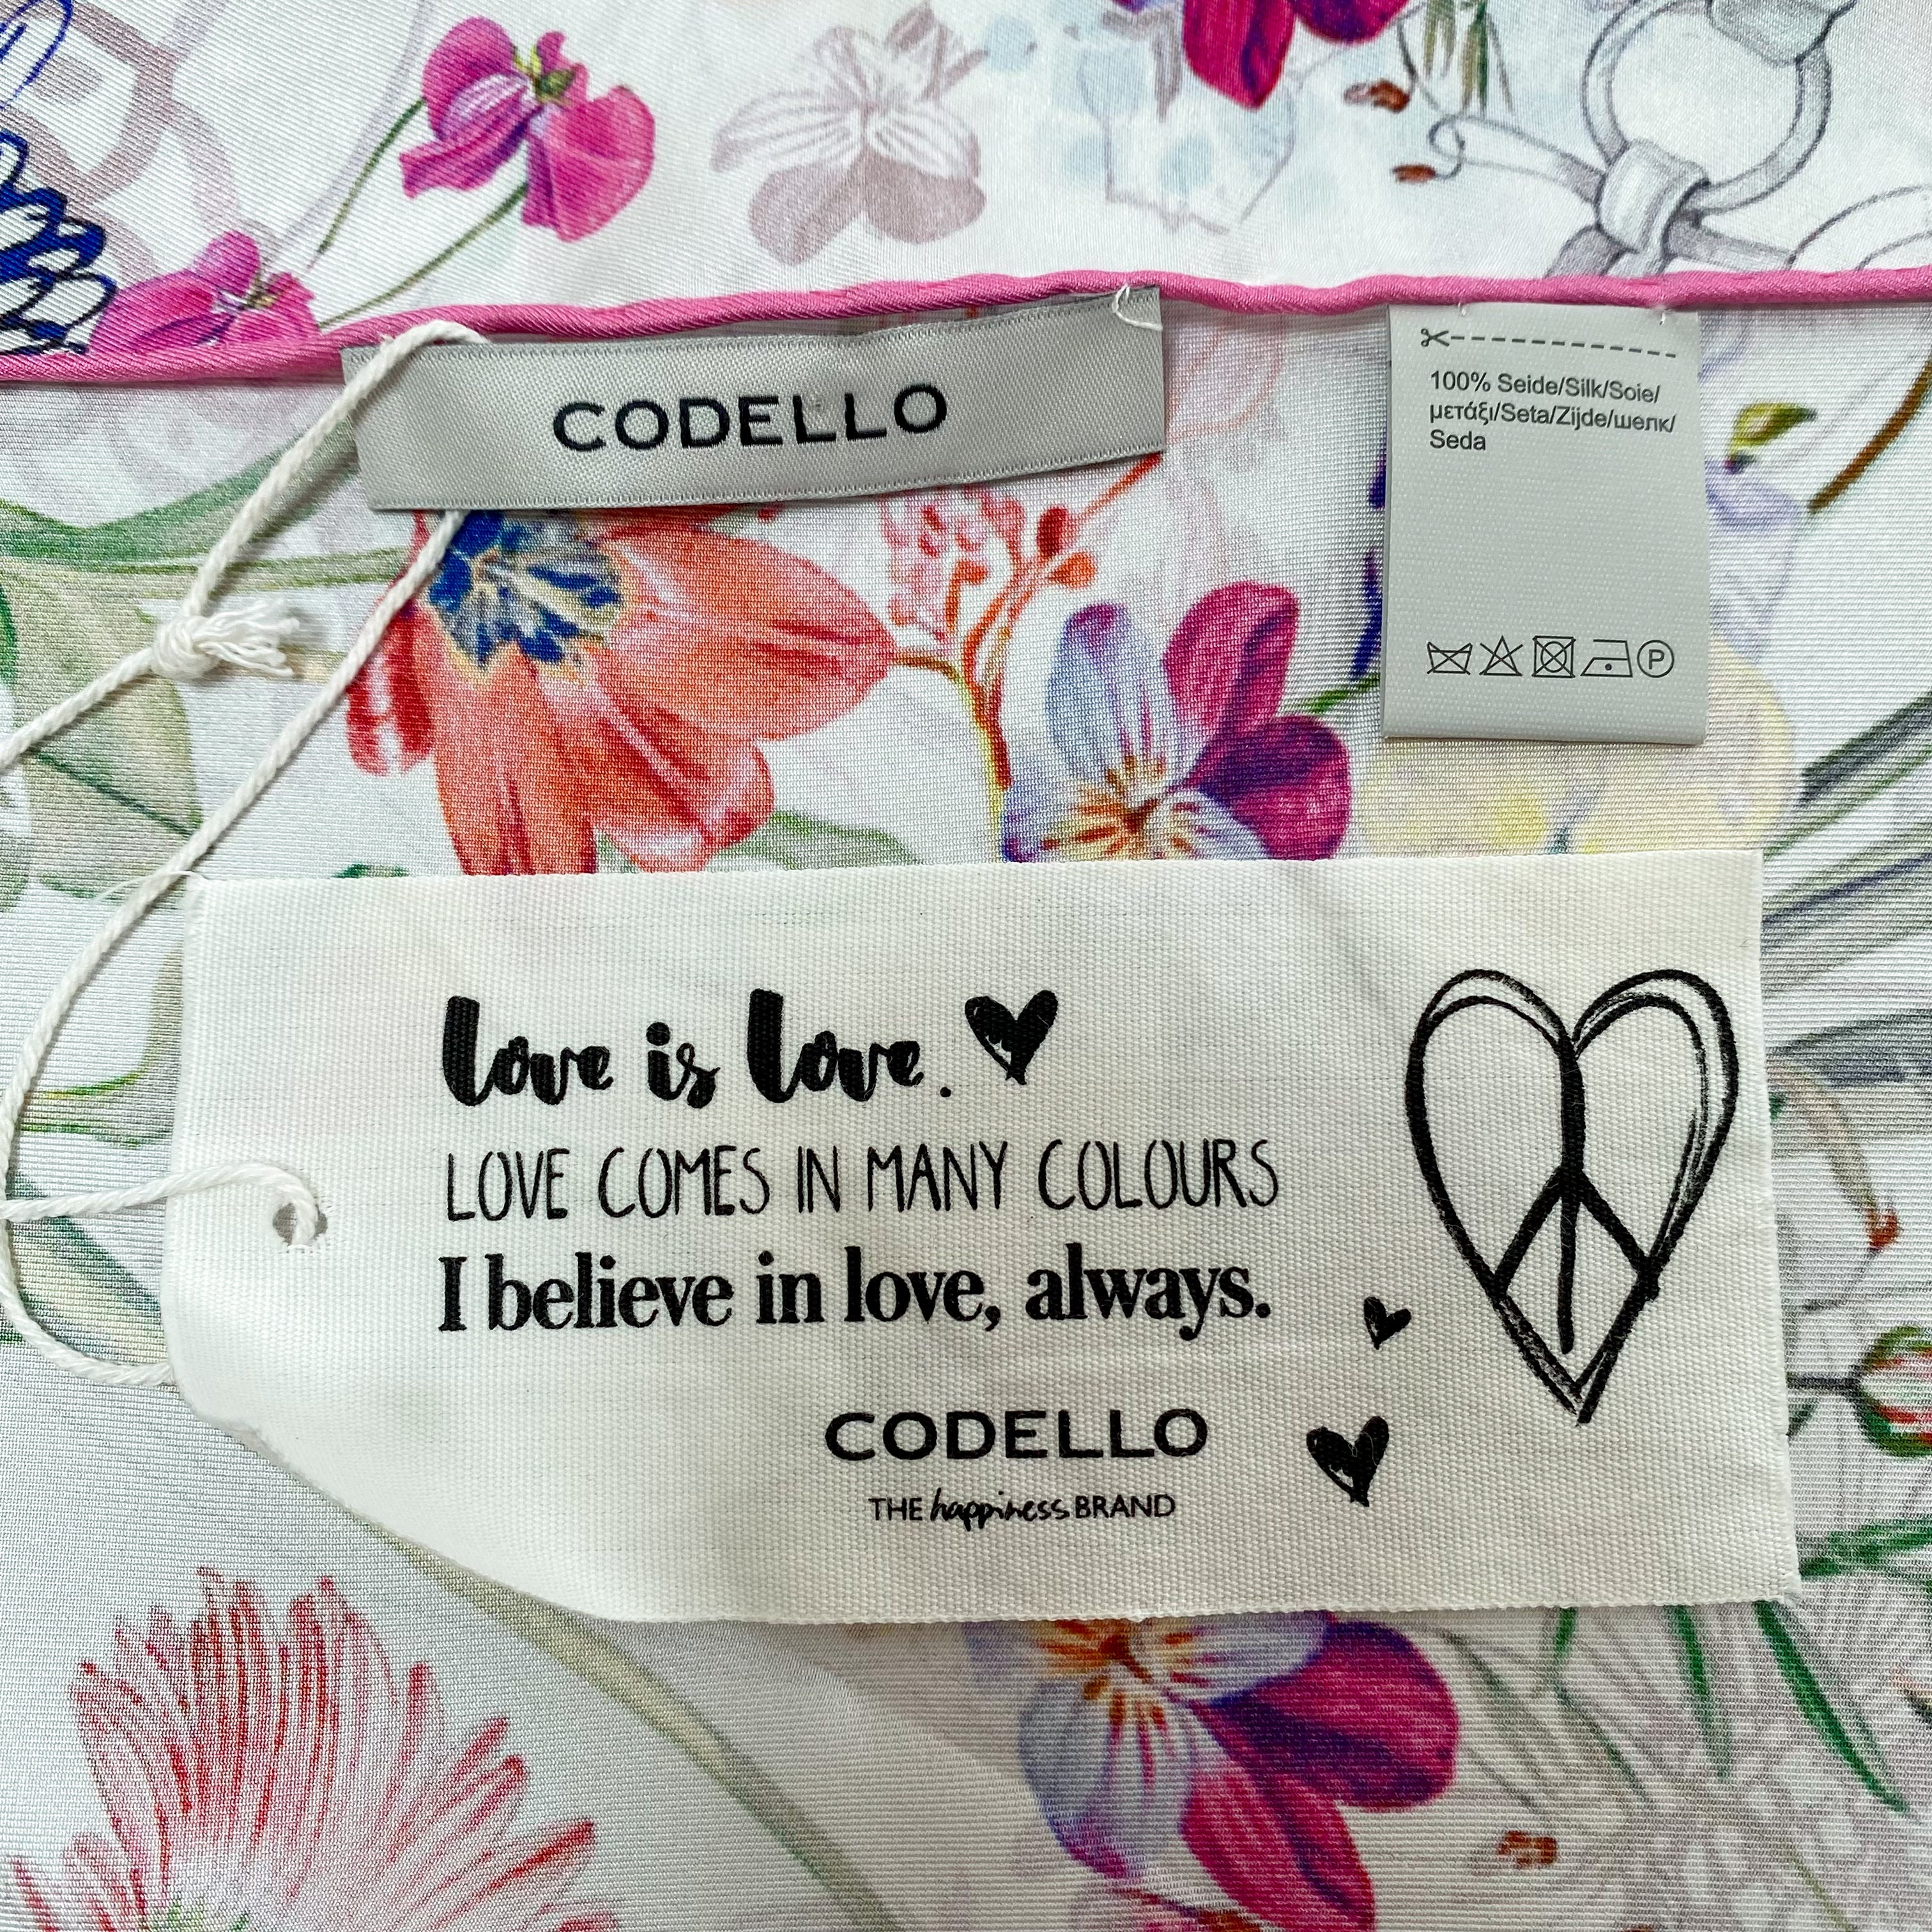 CODELLO
100% Seide/Silk/Soie/
μετάξι/Seta/Zijde/шелк/
Seda
P
love is love.
LOVE COMES IN MANY COLOURS
I believe in love, always.
CODELLO
THE happiness BRAND